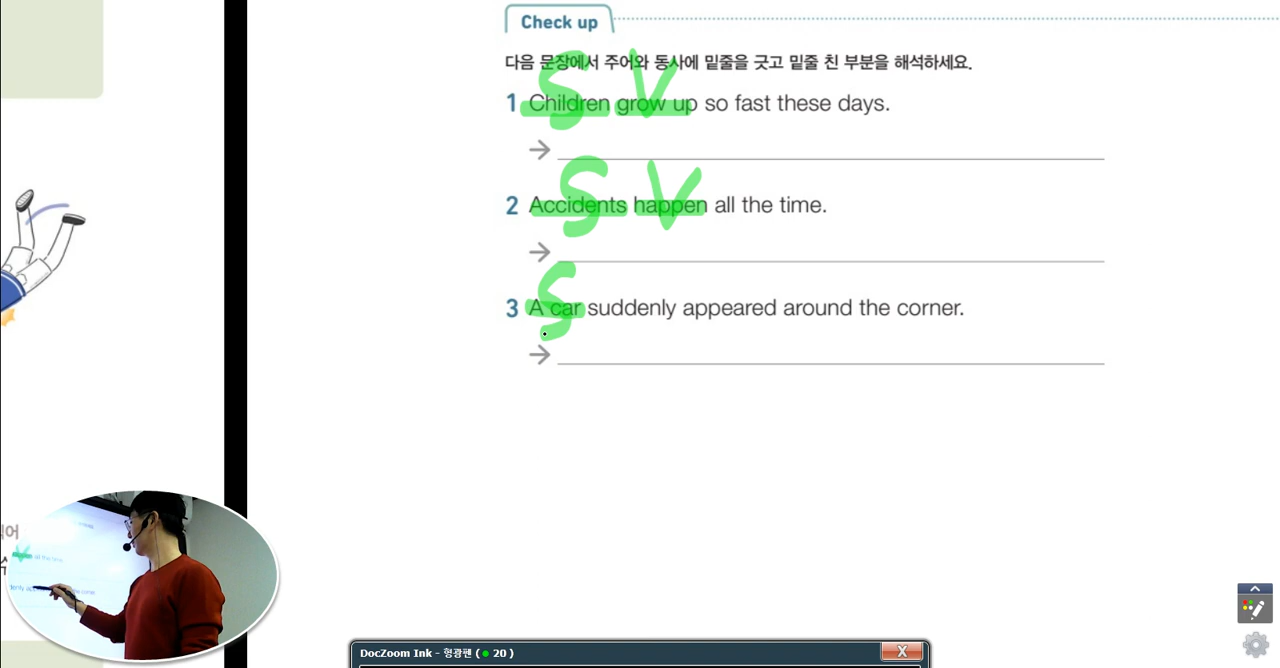 Check up
다음 문장에서 주어와 동사에 밑줄을 긋고 밑줄 친 부분을 해석하세요.
S V
1 Children grow up so fast these days.
→
S V
2 Accidents happen all the time.
→
S
3 A car suddenly appeared around the corner.
→
DocZoom Ink - 형광펜 ( 20 )
X